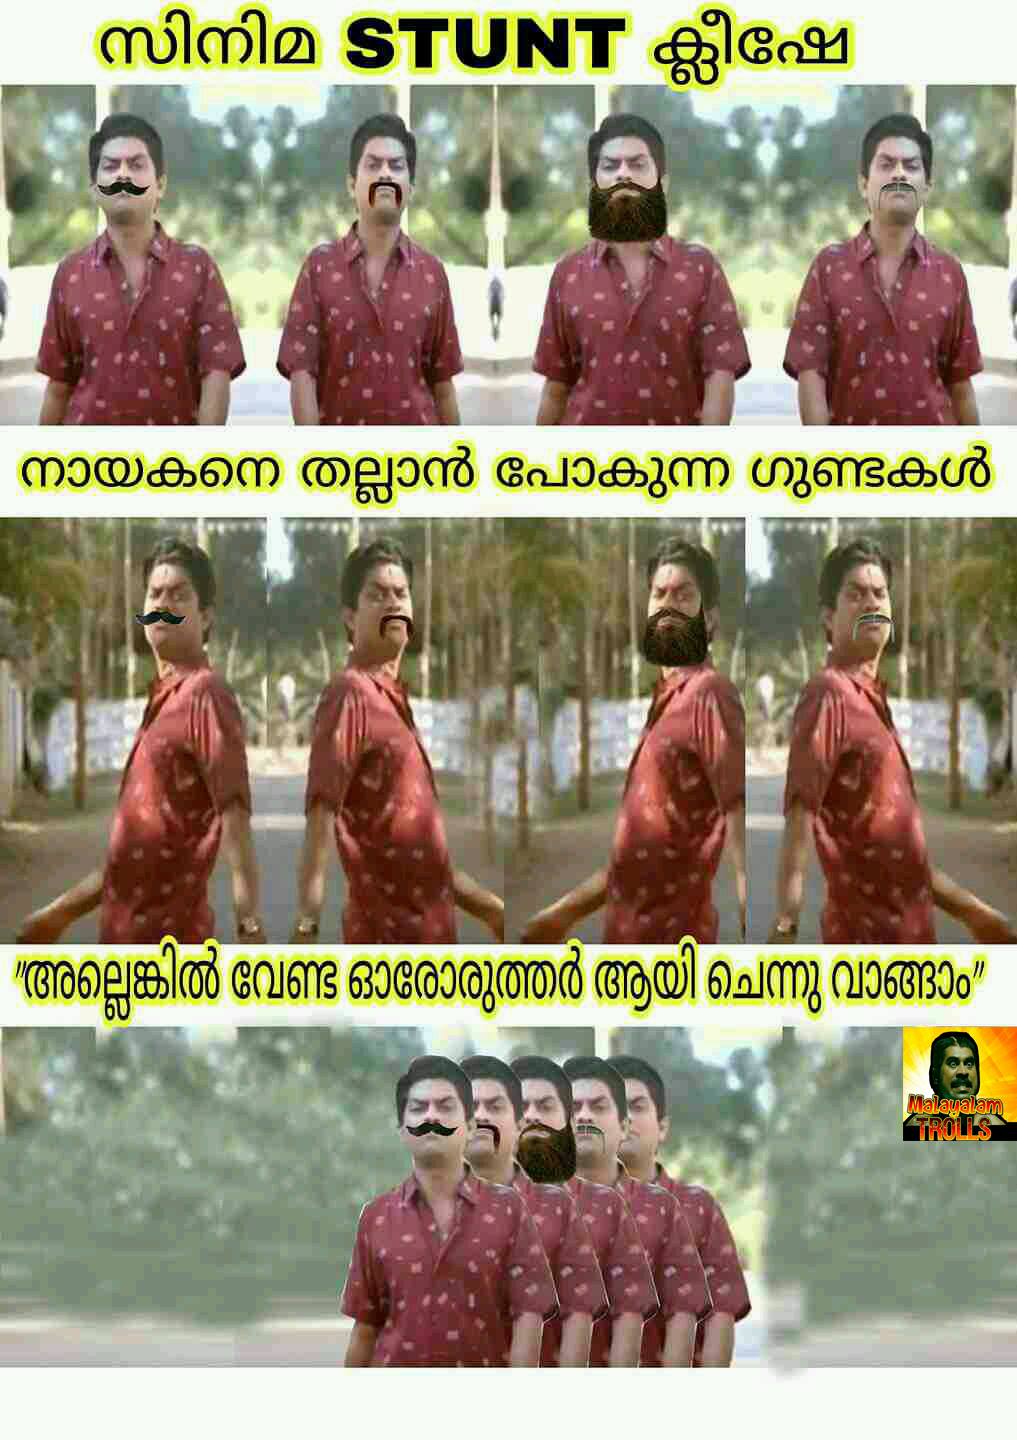 സിനിമ STUNT ക്ലീഷേ
നായകനെ തല്ലാൻ പോകുന്ന ഗുണ്ടകൾ
"അല്ലെങ്കിൽ വേണ്ട ഓരോരുത്തർ ആയി ചെന്നു വാങ്ങാം"
Malayalam
TROLLS